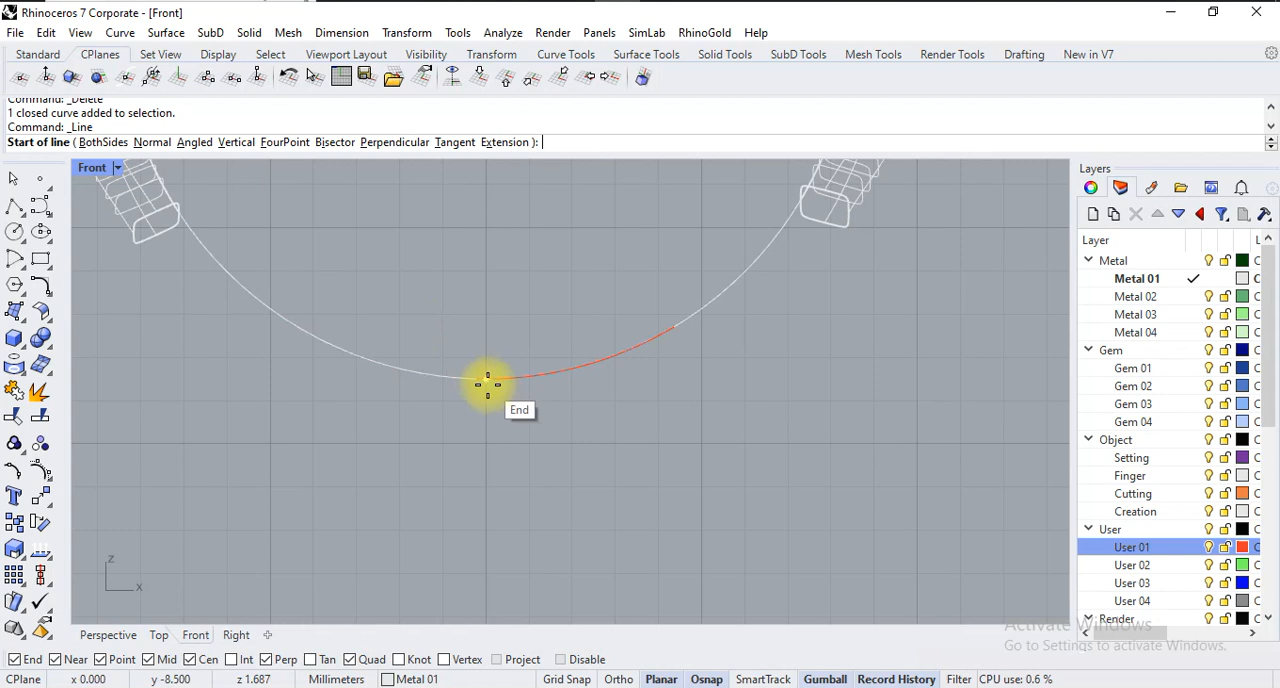 Rhinoceros 7 Corporate - [Front]
File Edit View Curve Surface SubD Solid Mesh Dimension Transform Tools Analyze Render Panels SimLab RhinoGold Help
Standard CPlanes Set View Display Select Viewport Layout Visibility Transform Curve Tools Surface Tools Solid Tools SubD Tools Mesh Tools Render Tools Drafting New in V7
Command: _Delete
1 closed curve added to selection.
Command: _Line
Start of line ( BothSides Normal Angled Vertical FourPoint Bisector Perpendicular Tangent Extension ):
Front
Layers
Layer L
Metal C
Metal 01 C
Metal 02 C
Metal 03 C
Metal 04 C
Gem C
Gem 01 C
Gem 02 C
Gem 03 C
Gem 04 C
Object C
Setting C
Finger C
Cutting C
Creation C
User C
User 01 C
User 02 C
User 03 C
User 04 C
Render C
End
z
x
Activate Windows
Go to Settings to activate Windows.
Perspective Top Front Right
End Near Point Mid Cen Int Perp Tan Quad Knot Vertex Project Disable
CPlane x 0.000 y -8.500 z 1.687 Millimeters Metal 01 Grid Snap Ortho Planar Osnap SmartTrack Gumball Record History Filter CPU use: 0.6 %